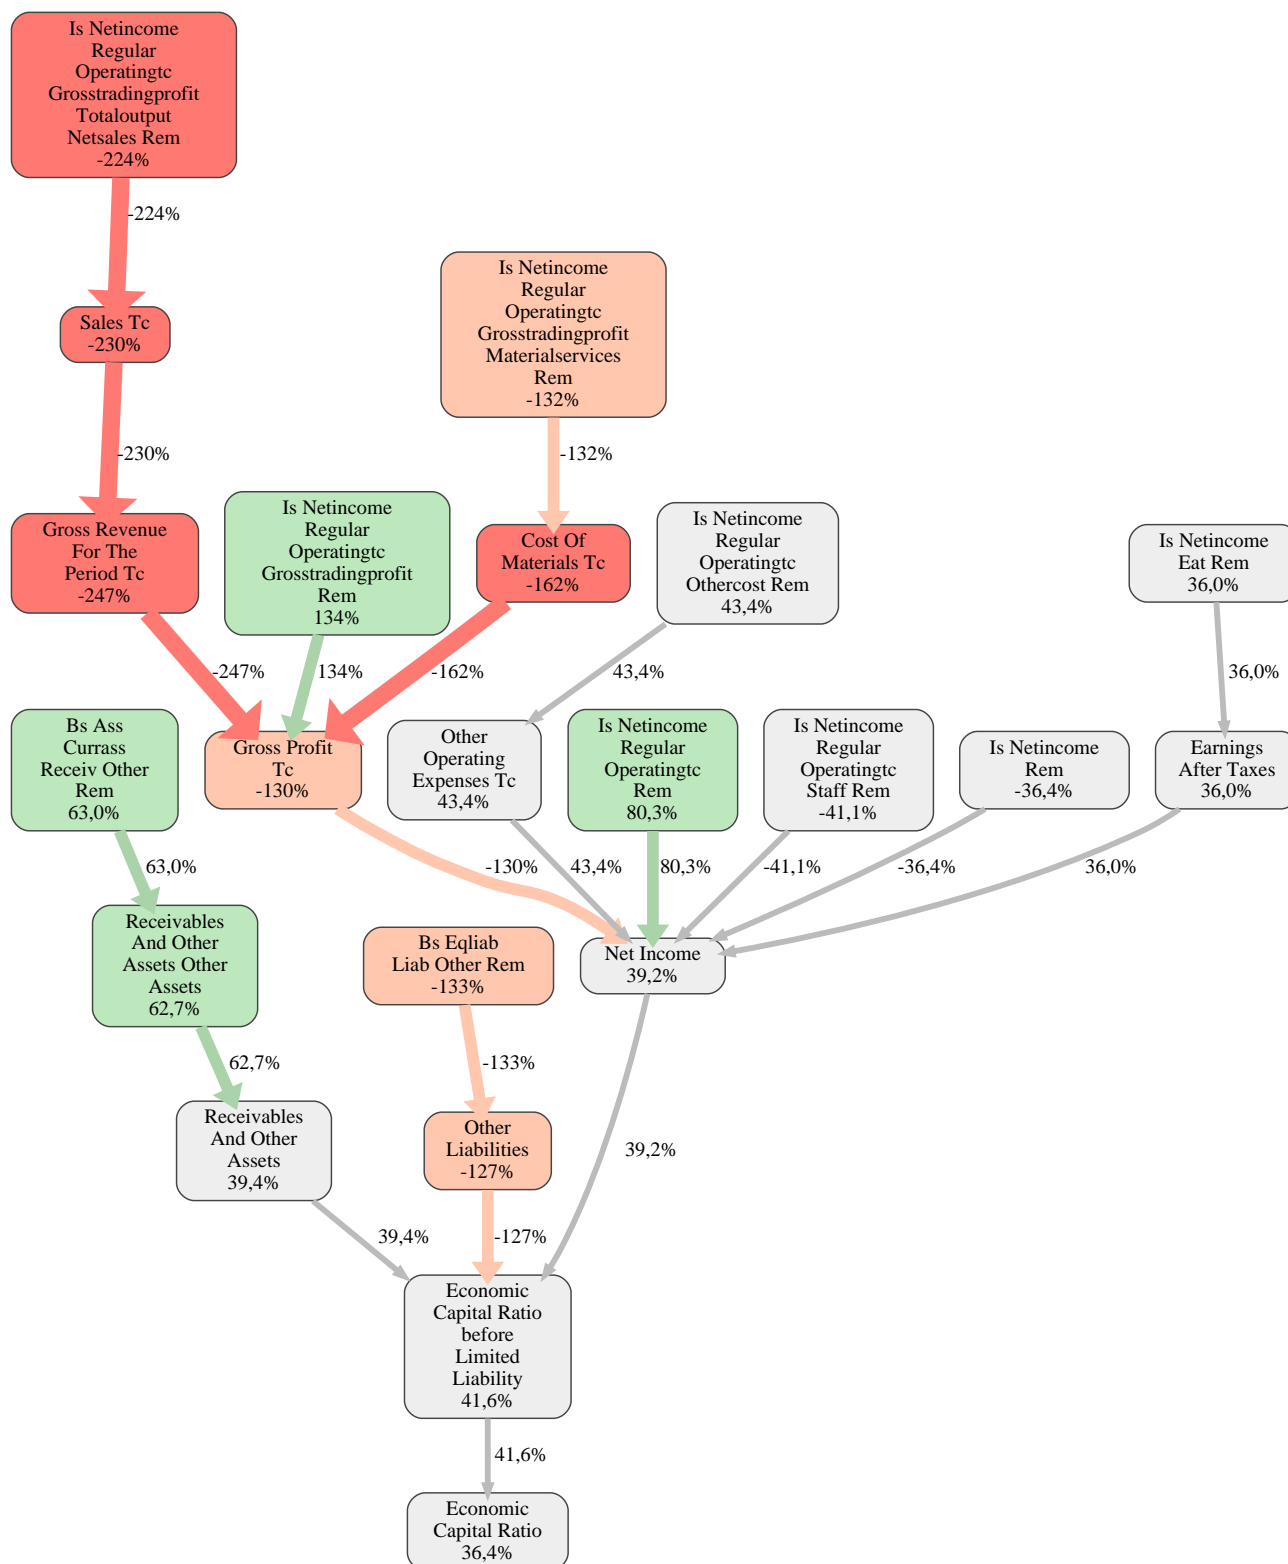 Is Netincome
Regular
Operatingtc
Grosstradingprofit
Totaloutput
Netsales Rem
-224%
-224%
Sales Tc
-230%
-230%
Is Netincome
Regular
Operatingtc
Grosstradingprofit
Materialservices
Rem
-132%
-132%
Gross Revenue
For The
Period Tc
-247%
Is Netincome
Regular
Operatingtc
Grosstradingprofit
Rem
134%
Cost Of
Materials Tc
-162%
Is Netincome
Regular
Operatingtc
Othercost Rem
43,4%
Is Netincome
Eat Rem
36,0%
-247%
134%
-162%
43,4%
36,0%
Bs Ass
Currass
Receiv Other
Rem
63,0%
Gross Profit
Tc
-130%
Other
Operating
Expenses Tc
43,4%
Is Netincome
Regular
Operatingtc
Rem
80,3%
Is Netincome
Regular
Operatingtc
Staff Rem
-41,1%
Is Netincome
Rem
-36,4%
Earnings
After Taxes
36,0%
63,0%
-130%
43,4%
80,3%
-41,1%
-36,4%
36,0%
Receivables
And Other
Assets Other
Assets
62,7%
Bs Eqliab
Liab Other Rem
-133%
Net Income
39,2%
62,7%
-133%
39,2%
Receivables
And Other
Assets
39,4%
Other
Liabilities
-127%
39,4%
-127%
Economic
Capital Ratio
before
Limited
Liability
41,6%
41,6%
Economic
Capital Ratio
36,4%